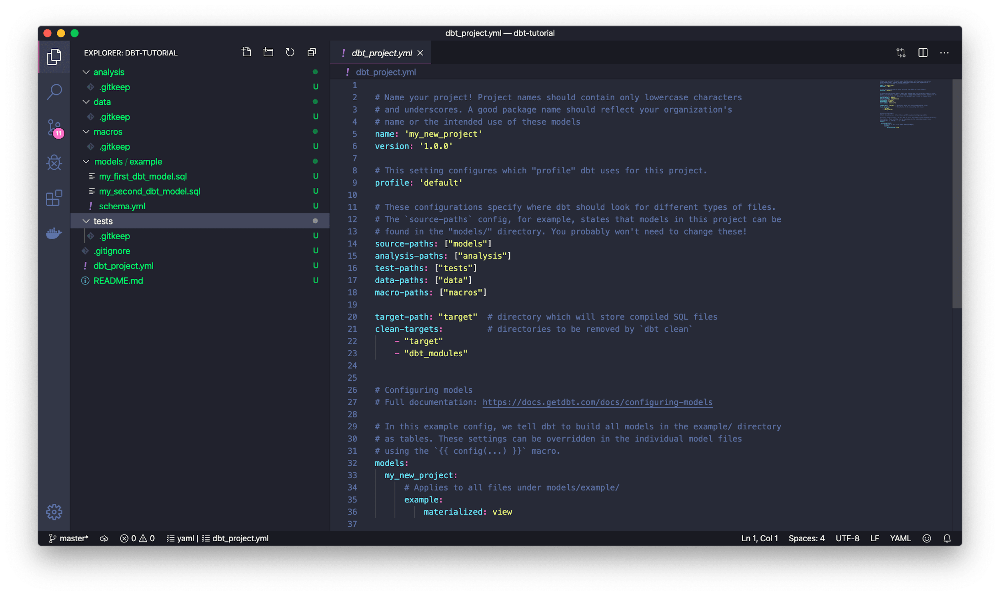 dbt_project.yml — dbt-tutorial
EXPLORER: DBT-TUTORIAL
analysis
.gitkeep U
data
.gitkeep U
macros
.gitkeep U
models / example
my_first_dbt_model.sql U
my_second_dbt_model.sql U
! schema.yml U
tests
.gitkeep U
.gitignore U
! dbt_project.yml U
README.md U
11
! dbt_project.yml
! dbt_project.yml
1
2 # Name your project! Project names should contain only lowercase characters
3 # and underscores. A good package name should reflect your organization's
4 # name or the intended use of these models
5 name: 'my_new_project'
6 version: '1.0.0'
7
8 # This setting configures which "profile" dbt uses for this project.
9 profile: 'default'
10
11 # These configurations specify where dbt should look for different types of files.
12 # The `source-paths` config, for example, states that models in this project can be
13 # found in the "models/" directory. You probably won't need to change these!
14 source-paths: ["models"]
15 analysis-paths: ["analysis"]
16 test-paths: ["tests"]
17 data-paths: ["data"]
18 macro-paths: ["macros"]
19
20 target-path: "target"  # directory which will store compiled SQL files
21 clean-targets:         # directories to be removed by `dbt clean`
22     - "target"
23     - "dbt_modules"
24
25
26 # Configuring models
27 # Full documentation: https://docs.getdbt.com/docs/configuring-models
28
29 # In this example config, we tell dbt to build all models in the example/ directory
30 # as tables. These settings can be overridden in the individual model files
31 # using the `{{ config(...) }}` macro.
32 models:
33   my_new_project:
34       # Applies to all files under models/example/
35       example:
36           materialized: view
37
master* 0 0 yaml | dbt_project.yml Ln 1, Col 1 Spaces: 4 UTF-8 LF YAML